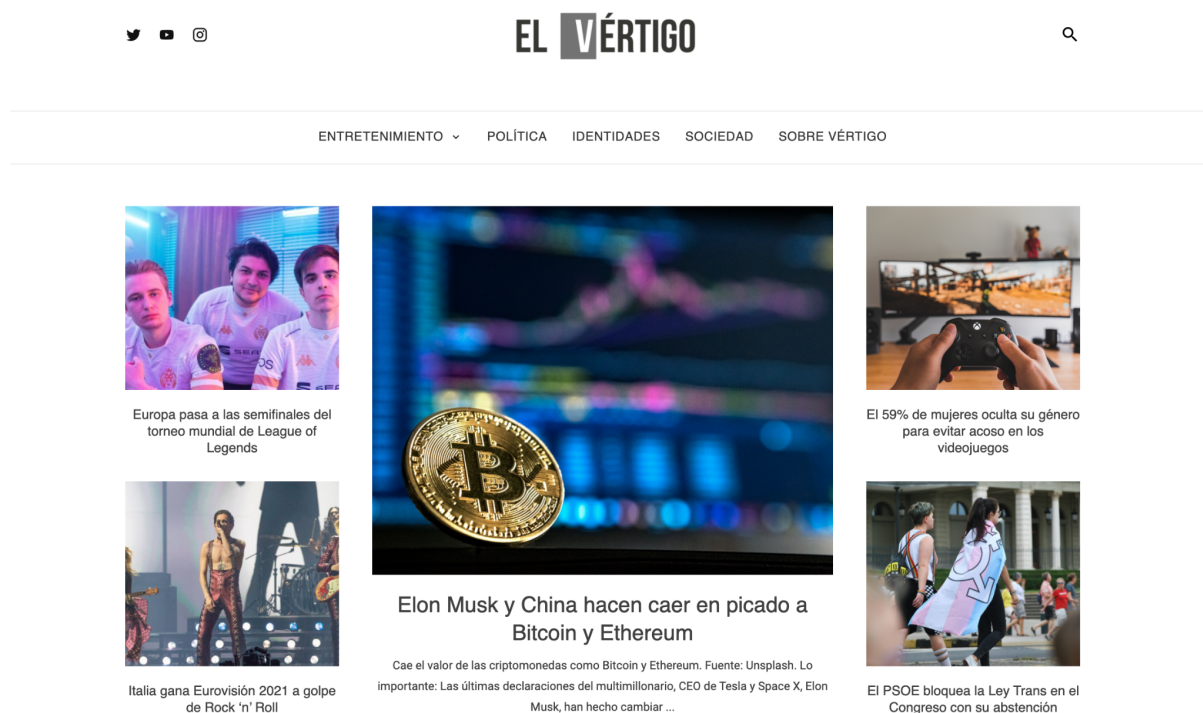 EL VÉRTIGO
ENTRETENIMIENTO POLÍTICA IDENTIDADES SOCIEDAD SOBRE VÉRTIGO
Europa pasa a las semifinales del
torneo mundial de League of
Legends
Italia gana Eurovisión 2021 a golpe
de Rock ‘n’ Roll
Elon Musk y China hacen caer en picado a
Bitcoin y Ethereum
Cae el valor de las criptomonedas como Bitcoin y Ethereum. Fuente: Unsplash. Lo
importante: Las últimas declaraciones del multimillonario, CEO de Tesla y Space X, Elon
Musk, han hecho cambiar ...
El 59% de mujeres oculta su género
para evitar acoso en los
videojuegos
El PSOE bloquea la Ley Trans en el
Congreso con su abstención